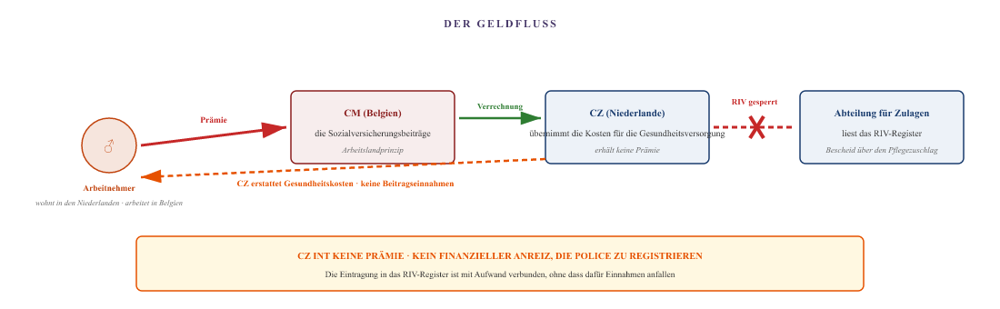 DER GELDFLUSS
Prämie
CM (Belgien)
die Sozialversicherungsbeiträge
Arbeitslandprinzip
Verrechnung
CZ (Niederlande)
übernimmt die Kosten für die Gesundheitsversorgung
erhält keine Prämie
RIV gesperrt
Abteilung für Zulagen
liest das RIV-Register
Bescheid über den Pflegezuschlag
CZ erstattet Gesundheitskosten · keine Beitragseinnahmen
Arbeitnehmer
wohnt in den Niederlanden · arbeitet in Belgien
CZ INT KEINE PRÄMIE · KEIN FINANZIELLER ANREIZ, DIE POLICE ZU REGISTRIEREN
Die Eintragung in das RIV-Register ist mit Aufwand verbunden, ohne dass dafür Einnahmen anfallen